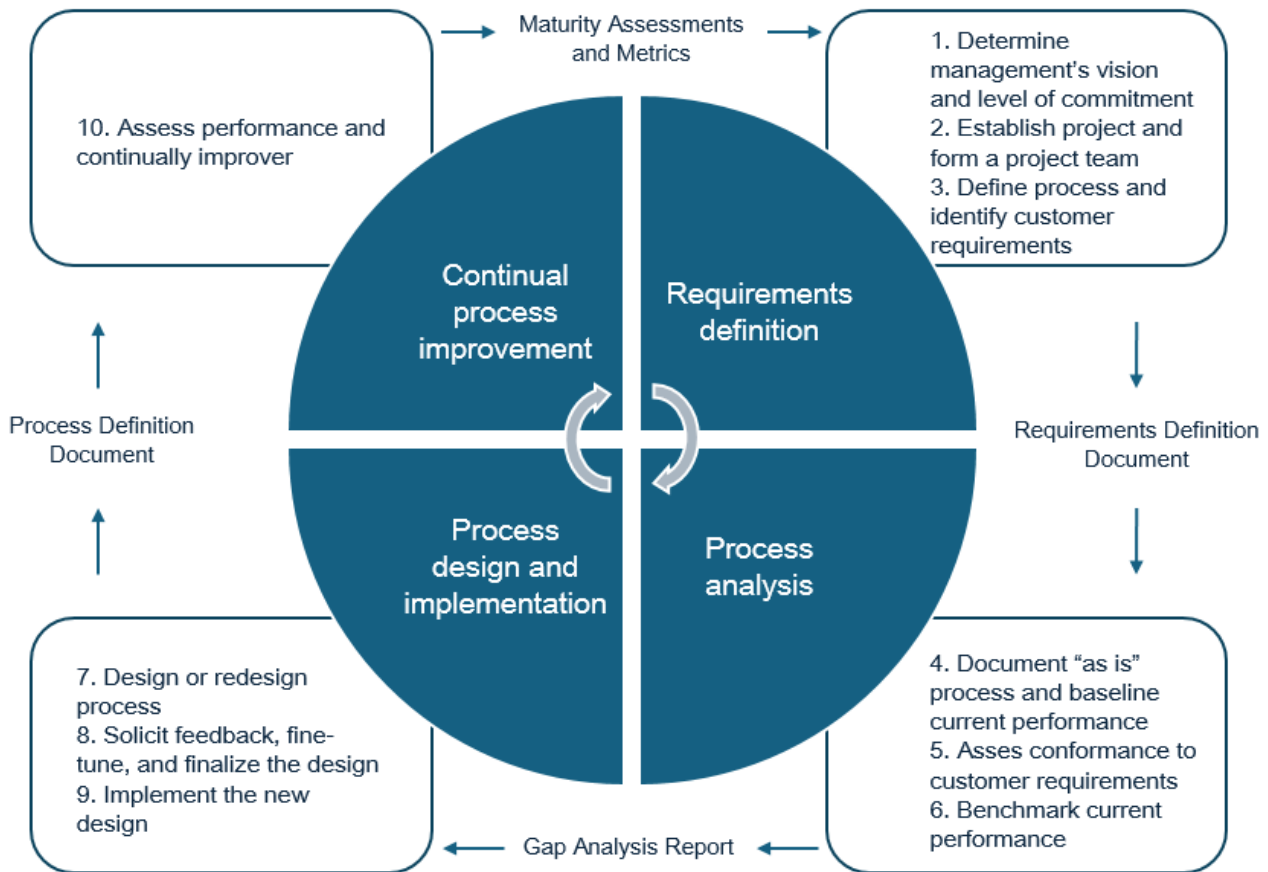 Maturity Assessments
and Metrics
1. Determine
management’s vision
and level of commitment
2. Establish project and
form a project team
3. Define process and
identify customer
requirements
10. Assess performance and
continually improver
Continual
process
improvement
Requirements
definition
Process Definition
Document
Requirements Definition
Document
Process
design and
implementation
Process
analysis
7. Design or redesign
process
8. Solicit feedback, fine-
tune, and finalize the design
9. Implement the new
design
4. Document “as is”
process and baseline
current performance
5. Asses conformance to
customer requirements
6. Benchmark current
performance
Gap Analysis Report